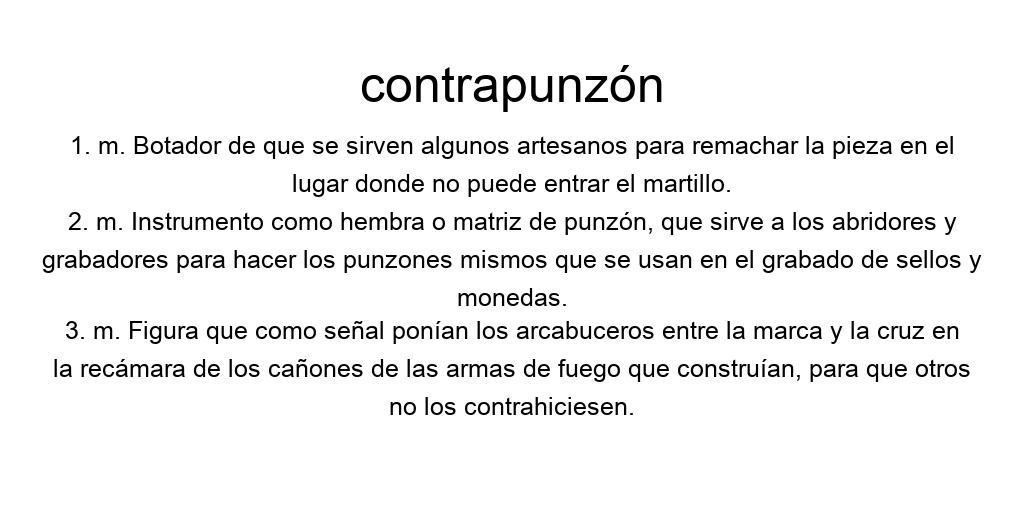 contrapunzón
1. m. Botador de que se sirven algunos artesanos para remachar la pieza en el
lugar donde no puede entrar el martillo.
2. m. Instrumento como hembra o matriz de punzón, que sirve a los abridores y
grabadores para hacer los punzones mismos que se usan en el grabado de sellos y
monedas.
3. m. Figura que como señal ponían los arcabuceros entre la marca y la cruz en
la recámara de los cañones de las armas de fuego que construían, para que otros
no los contrahiciesen.